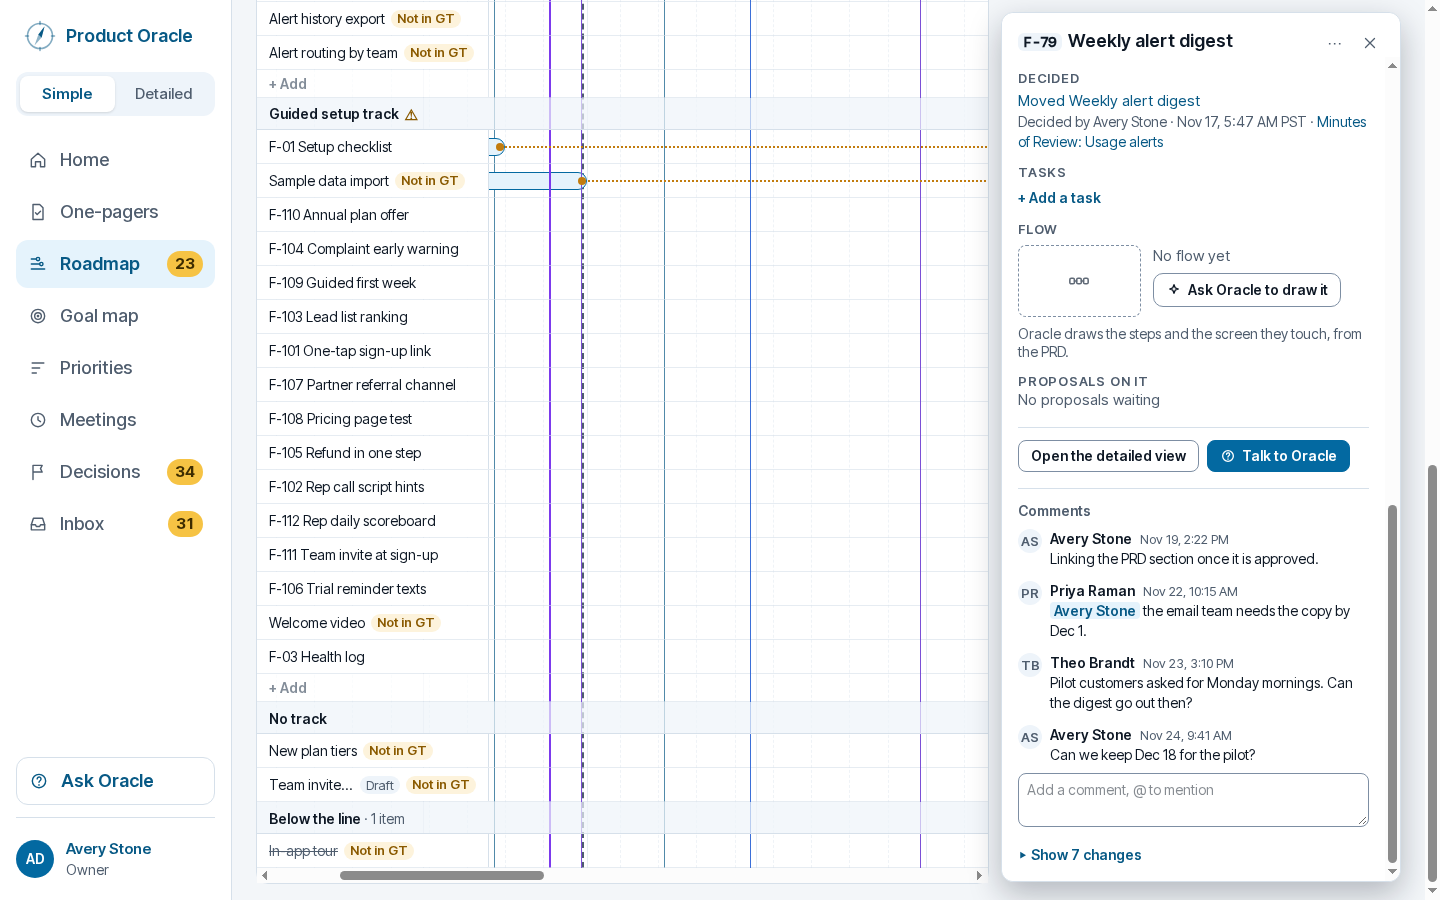 Product Oracle
Simple
Detailed
Home
One-pagers
Roadmap
23
Goal map
Priorities
Meetings
Decisions
34
Inbox
31
Ask Oracle
AD
Avery Stone
Owner
Alert history export Not in GT
Alert routing by team Not in GT
+ Add
Guided setup track
F-01 Setup checklist
Sample data import Not in GT
F-110 Annual plan offer
F-104 Complaint early warning
F-109 Guided first week
F-103 Lead list ranking
F-101 One-tap sign-up link
F-107 Partner referral channel
F-108 Pricing page test
F-105 Refund in one step
F-102 Rep call script hints
F-112 Rep daily scoreboard
F-111 Team invite at sign-up
F-106 Trial reminder texts
Welcome video Not in GT
F-03 Health log
+ Add
No track
New plan tiers Not in GT
Team invite... Draft Not in GT
Below the line · 1 item
In-app tour Not in GT
F-79 Weekly alert digest
DECIDED
Moved Weekly alert digest
Decided by Avery Stone · Nov 17, 5:47 AM PST · Minutes
of Review: Usage alerts
TASKS
+ Add a task
FLOW
No flow yet
Ask Oracle to draw it
Oracle draws the steps and the screen they touch, from
the PRD.
PROPOSALS ON IT
No proposals waiting
Open the detailed view
Talk to Oracle
Comments
AS Avery Stone Nov 19, 2:22 PM
Linking the PRD section once it is approved.
PR Priya Raman Nov 22, 10:15 AM
Avery Stone the email team needs the copy by
Dec 1.
TB Theo Brandt Nov 23, 3:10 PM
Pilot customers asked for Monday mornings. Can
the digest go out then?
AS Avery Stone Nov 24, 9:41 AM
Can we keep Dec 18 for the pilot?
Add a comment, @ to mention
Show 7 changes